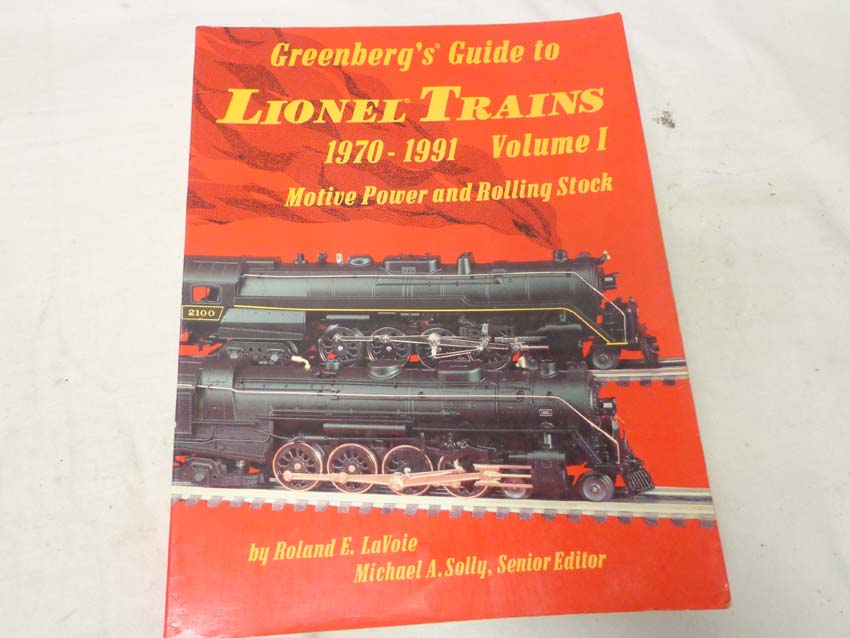 Greenberg's® Guide to
LIONEL® TRAINS
1970 - 1991 Volume I
Motive Power and Rolling Stock
2100
by Roland E. LaVoie
Michael A. Solly, Senior Editor